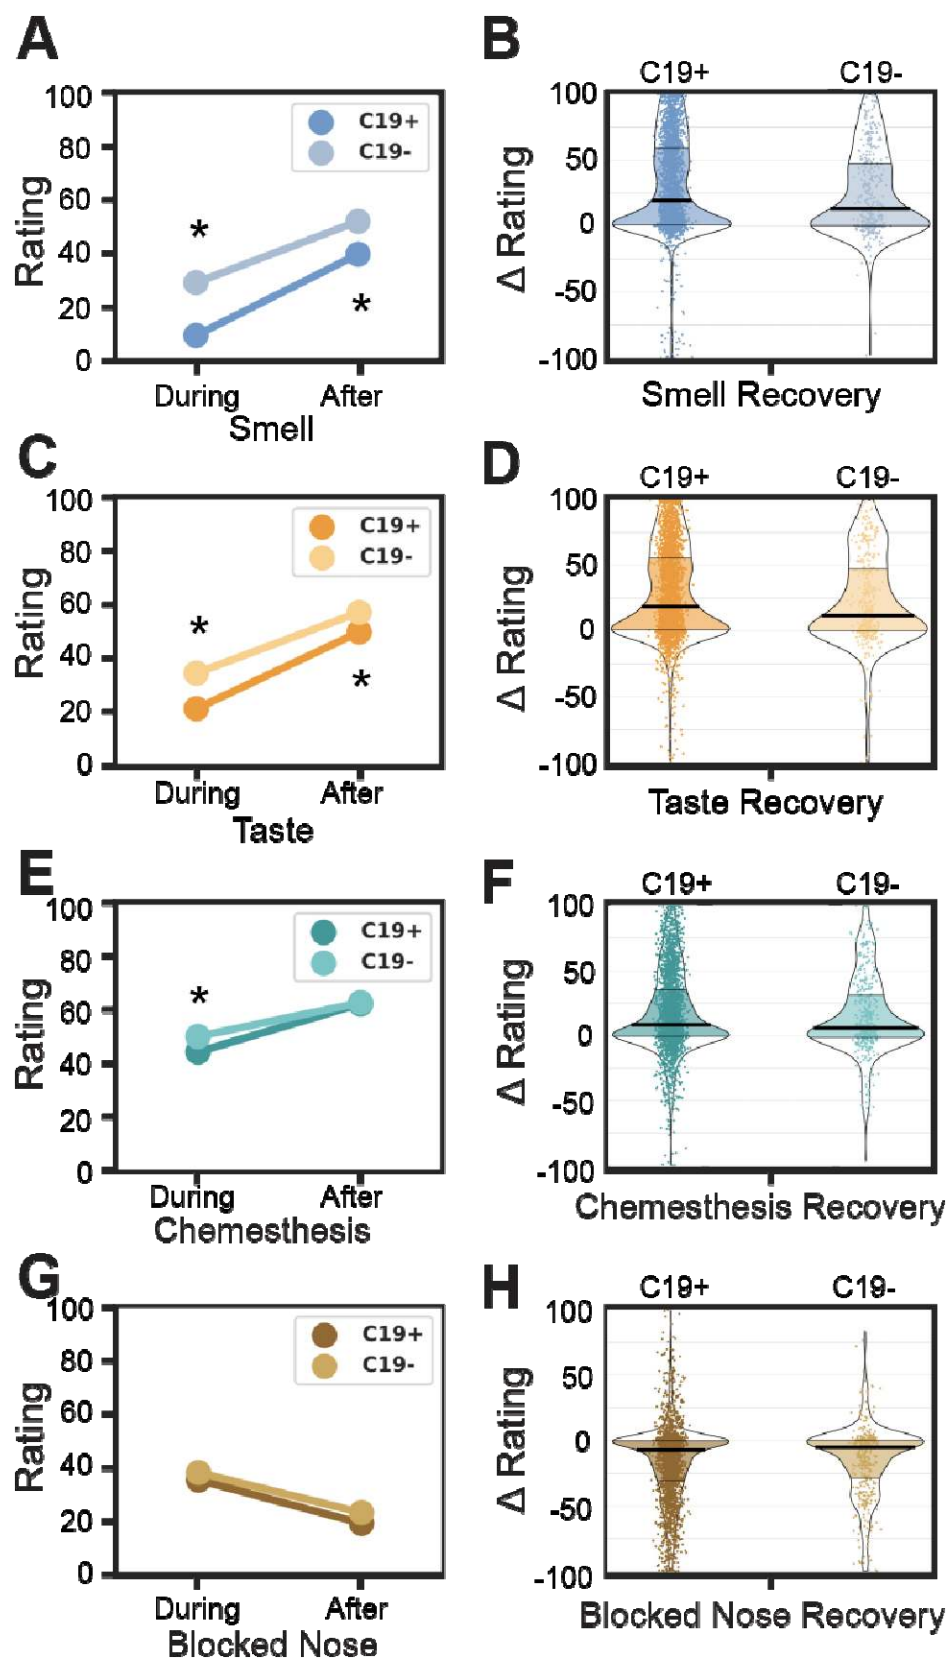 A
100
80
60
40
20
0
Rating
C19+
C19-
*
*
During
After
Smell
B
C19+
C19-
100
50
0
-50
-100
Δ Rating
Smell Recovery
C
100
80
60
40
20
0
Rating
C19+
C19-
*
*
During
After
Taste
D
C19+
C19-
100
50
0
-50
-100
Δ Rating
Taste Recovery
E
100
80
60
40
20
0
Rating
C19+
C19-
*
During
After
Chemesthesis
F
C19+
C19-
100
50
0
-50
-100
Δ Rating
Chemesthesis Recovery
G
100
80
60
40
20
0
Rating
C19+
C19-
During
After
Blocked Nose
H
C19+
C19-
100
50
0
-50
-100
Δ Rating
Blocked Nose Recovery